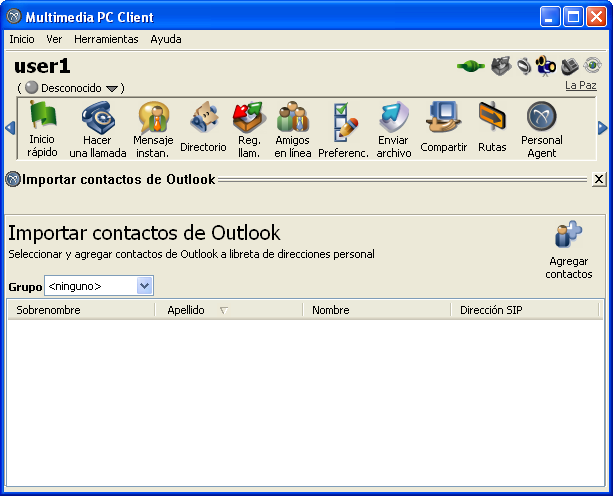 Multimedia PC Client
Inicio Ver Herramientas Ayuda
user1
( Desconocido )
La Paz
Inicio rápido
Hacer una llamada
Mensaje instan.
Directorio
Reg. llam.
Amigos en línea
Preferenc.
Enviar archivo
Compartir
Rutas
Personal Agent
Importar contactos de Outlook
Importar contactos de Outlook
Seleccionar y agregar contactos de Outlook a libreta de direcciones personal
Agregar contactos
Grupo <ninguno>
Sobrenombre Apellido Nombre Dirección SIP